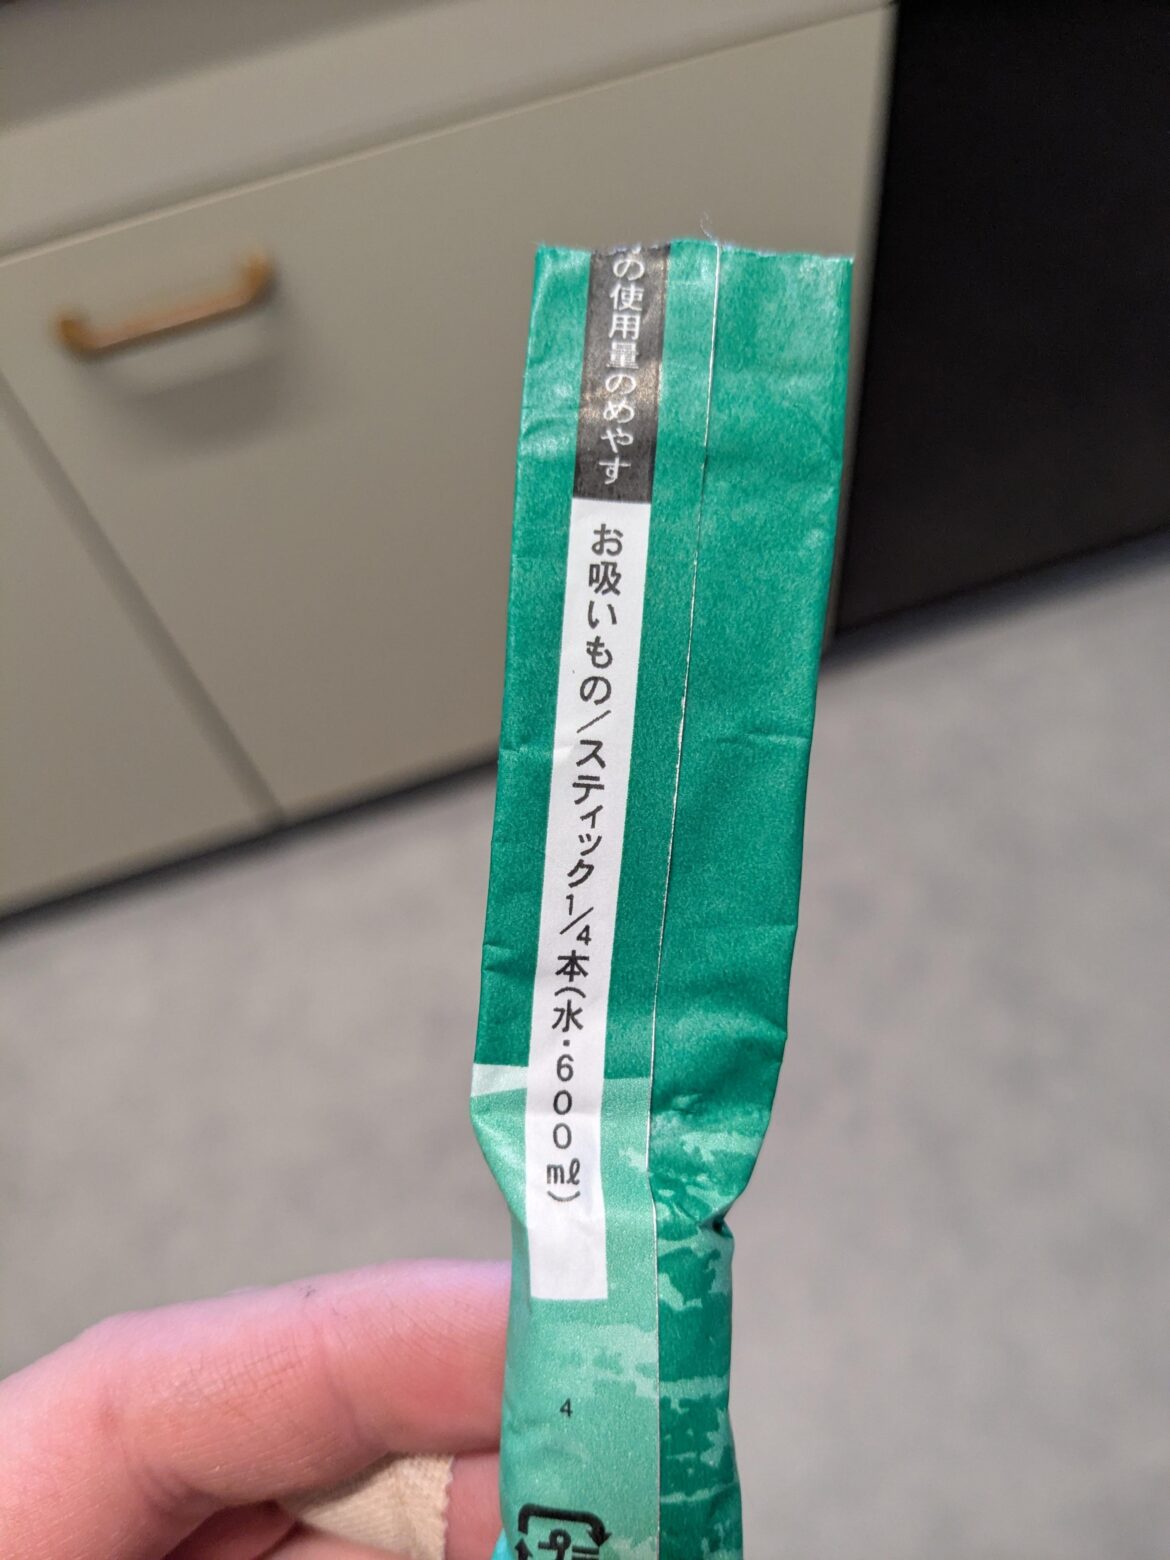 の使用量のめやす
お吸いもの/スティック1/4本(水・600ml)
4